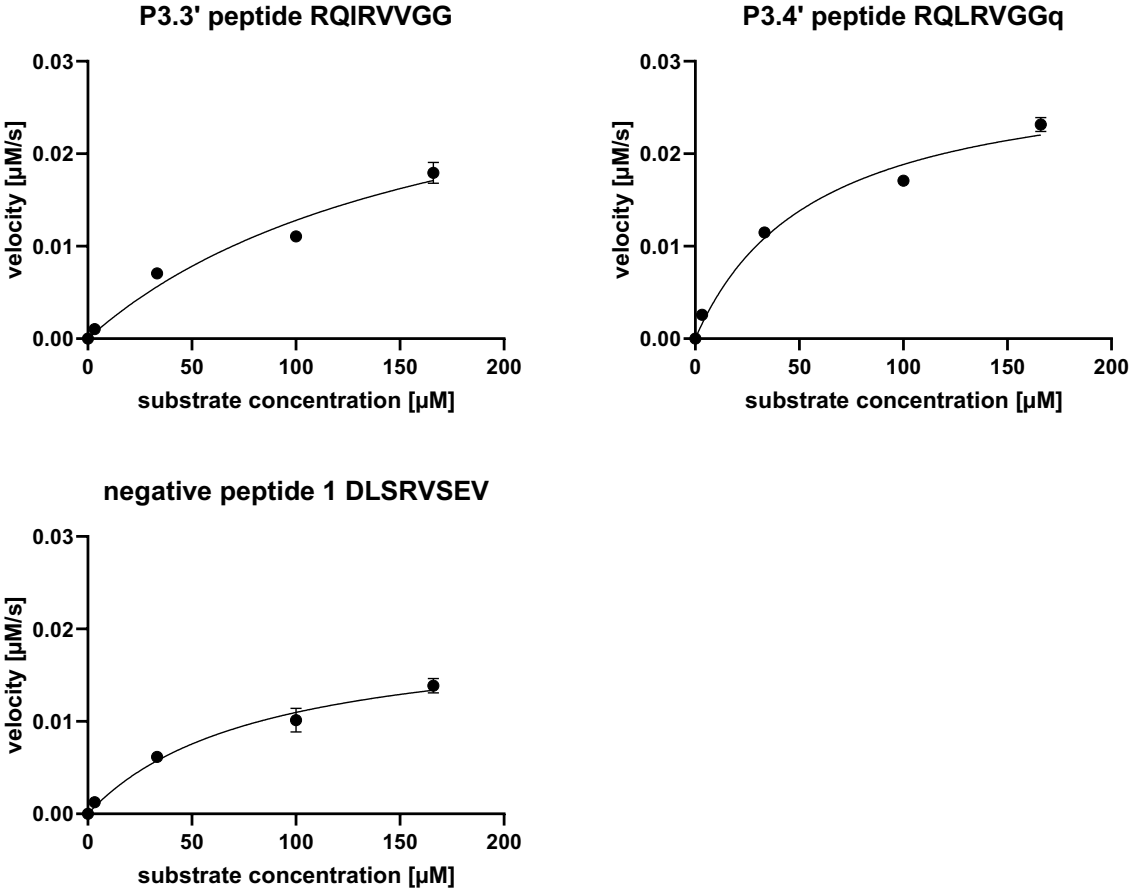 P3.3' peptide RQIRVVGG
0.03
0.02
0.01
0.00
velocity [µM/s]
0 50 100 150 200
substrate concentration [µM]
P3.4' peptide RQLRVGGq
0.03
0.02
0.01
0.00
velocity [µM/s]
0 50 100 150 200
substrate concentration [µM]
negative peptide 1 DLSRVSEV
0.03
0.02
0.01
0.00
velocity [µM/s]
0 50 100 150 200
substrate concentration [µM]